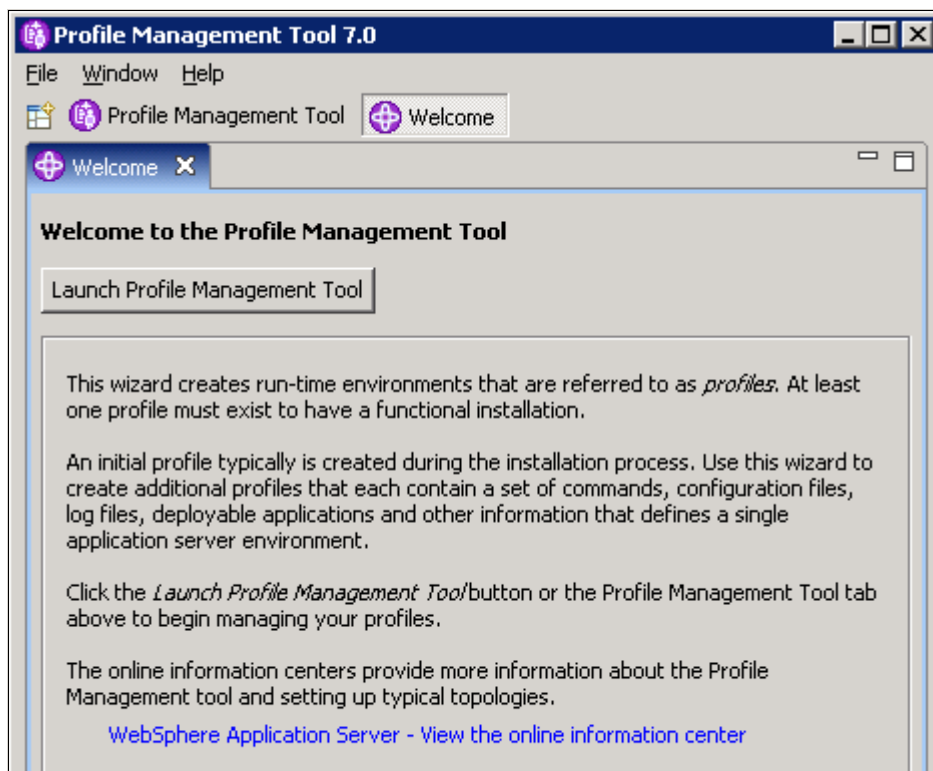 Profile Management Tool 7.0
File Window Help
Profile Management Tool Welcome
Welcome
Welcome to the Profile Management Tool
Launch Profile Management Tool
This wizard creates run-time environments that are referred to as profiles. At least
one profile must exist to have a functional installation.
An initial profile typically is created during the installation process. Use this wizard to
create additional profiles that each contain a set of commands, configuration files,
log files, deployable applications and other information that defines a single
application server environment.
Click the Launch Profile Management Tool button or the Profile Management Tool tab
above to begin managing your profiles.
The online information centers provide more information about the Profile
Management tool and setting up typical topologies.
WebSphere Application Server - View the online information center